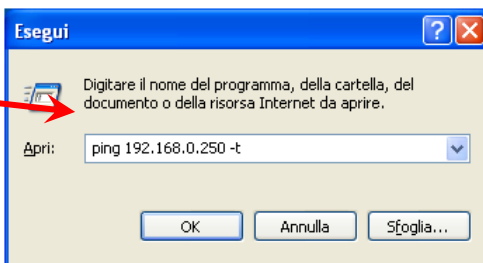 Esegui
Digitare il nome del programma, della cartella, del
documento o della risorsa Internet da aprire.
Apri: ping 192.168.0.250 -t
OK Annulla Sfoglia...